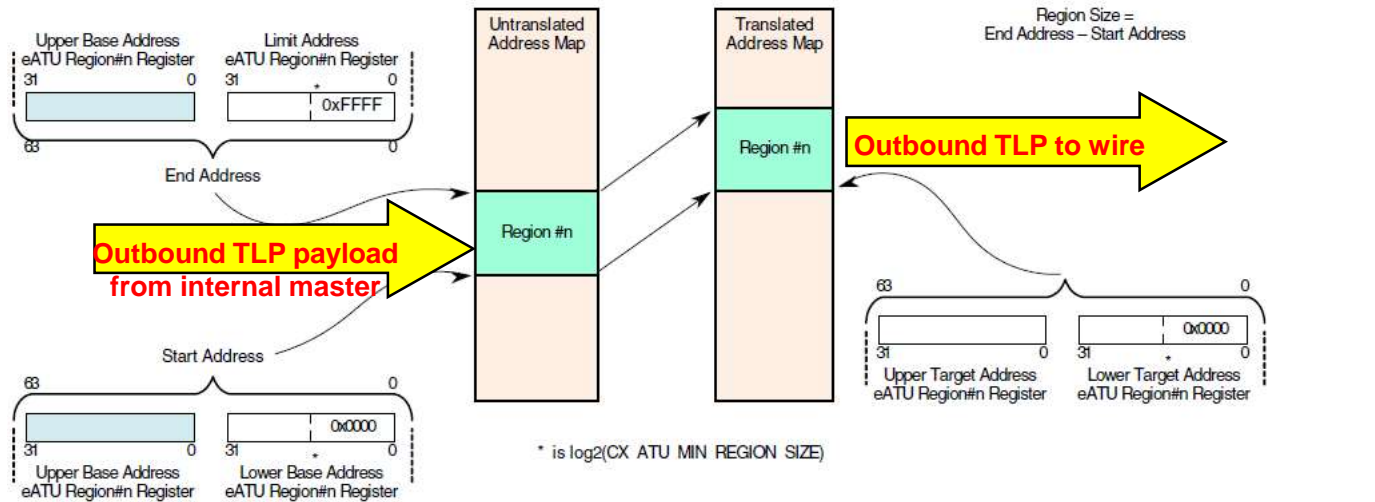 Upper Base Address
eATU Region#n Register
31 0
63
Limit Address
eATU Region#n Register
31 * 0
0xFFFF
0
End Address
Outbound TLP payload
from internal master
Start Address
63 0
0x0000
31 0
31 * 0
Upper Base Address
eATU Region#n Register
Lower Base Address
eATU Region#n Register
Untranslated
Address Map
Region #n
Translated
Address Map
Region #n
* is log2(CX ATU MIN REGION SIZE)
Region Size =
End Address – Start Address
Outbound TLP to wire
63 0
0x0000
31 0
31 * 0
Upper Target Address
eATU Region#n Register
Lower Target Address
eATU Region#n Register